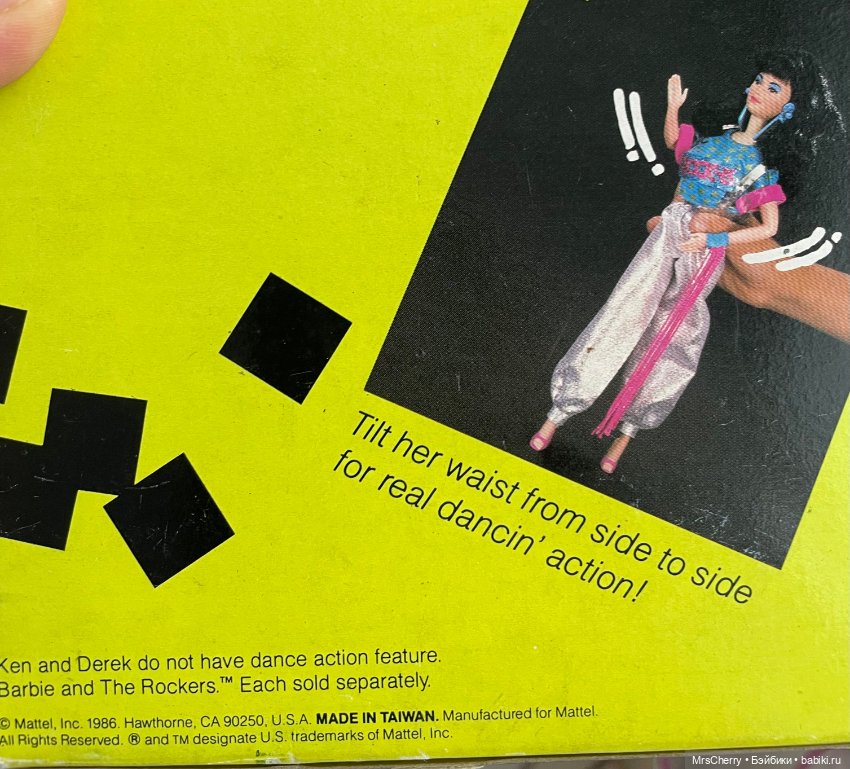 Tilt her waist from side to side
for real dancin' action!
Ken and Derek do not have dance action feature.
Barbie and The Rockers.™ Each sold separately.
© Mattel, Inc. 1986. Hawthorne, CA 90250, U.S.A. MADE IN TAIWAN. Manufactured for Mattel.
All Rights Reserved. ® and TM designate U.S. trademarks of Mattel, Inc.
MrsCherry • Бэйбики • babiki.ru